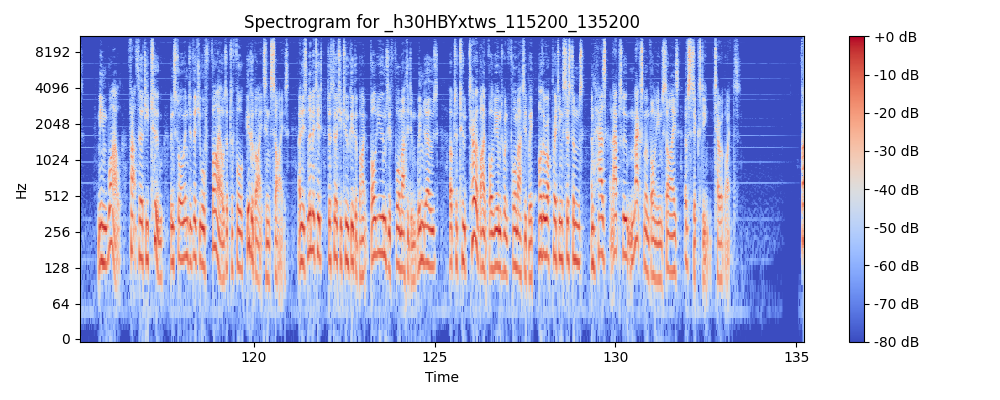 Spectrogram for _h30HBYxtws_115200_135200
8192
4096
2048
1024
512
256
128
64
0
Hz
120
125
130
135
Time
+0 dB
-10 dB
-20 dB
-30 dB
-40 dB
-50 dB
-60 dB
-70 dB
-80 dB